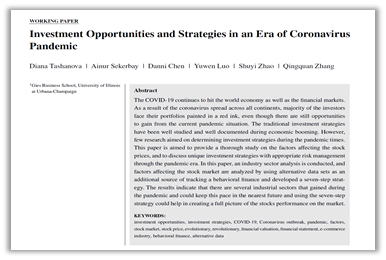 WORKING PAPER
Investment Opportunities and Strategies in an Era of Coronavirus
Pandemic
Diana Tashanova | Ainur Sekerbay | Danni Chen | Yuwen Luo | Shuyi Zhao | Qingquan Zhang
¹Gies Business School, University of Illinois
at Urbana-Champaign
Abstract
The COVID-19 continues to hit the world economy as well as the financial markets.
As a result of the coronavirus spread across all continents, majority of the investors
face their portfolios painted in a red ink, even though there are still opportunities
to gain from the current pandemic situation. The traditional investment strategies
have been well studied and well documented during economic booming. However,
few research aimed on determining investment strategies during the pandemic times.
This paper is aimed to provide a thorough study on the factors affecting the stock
prices, and to discuss unique investment strategies with appropriate risk management
through the pandemic era. In this paper, an industry sector analysis is conducted, and
factors affecting the stock market are analyzed by using alternative data sets as an
additional source of tracking a behavioral finance and developed a seven-step strat-
egy. The results indicate that there are several industrial sectors that gained during
the pandemic and could keep this pace in the nearest future and using the seven-step
strategy could help in creating a full picture of the stocks performance on the market.
KEYWORDS:
investment opportunities, investment strategies, COVID-19, Coronavirus outbreak, pandemic, factors,
stock market, stock price, evolutionary, revolutionary, financial valuation, financial statement, e-commerce
industry, behavioral finance, alternative data